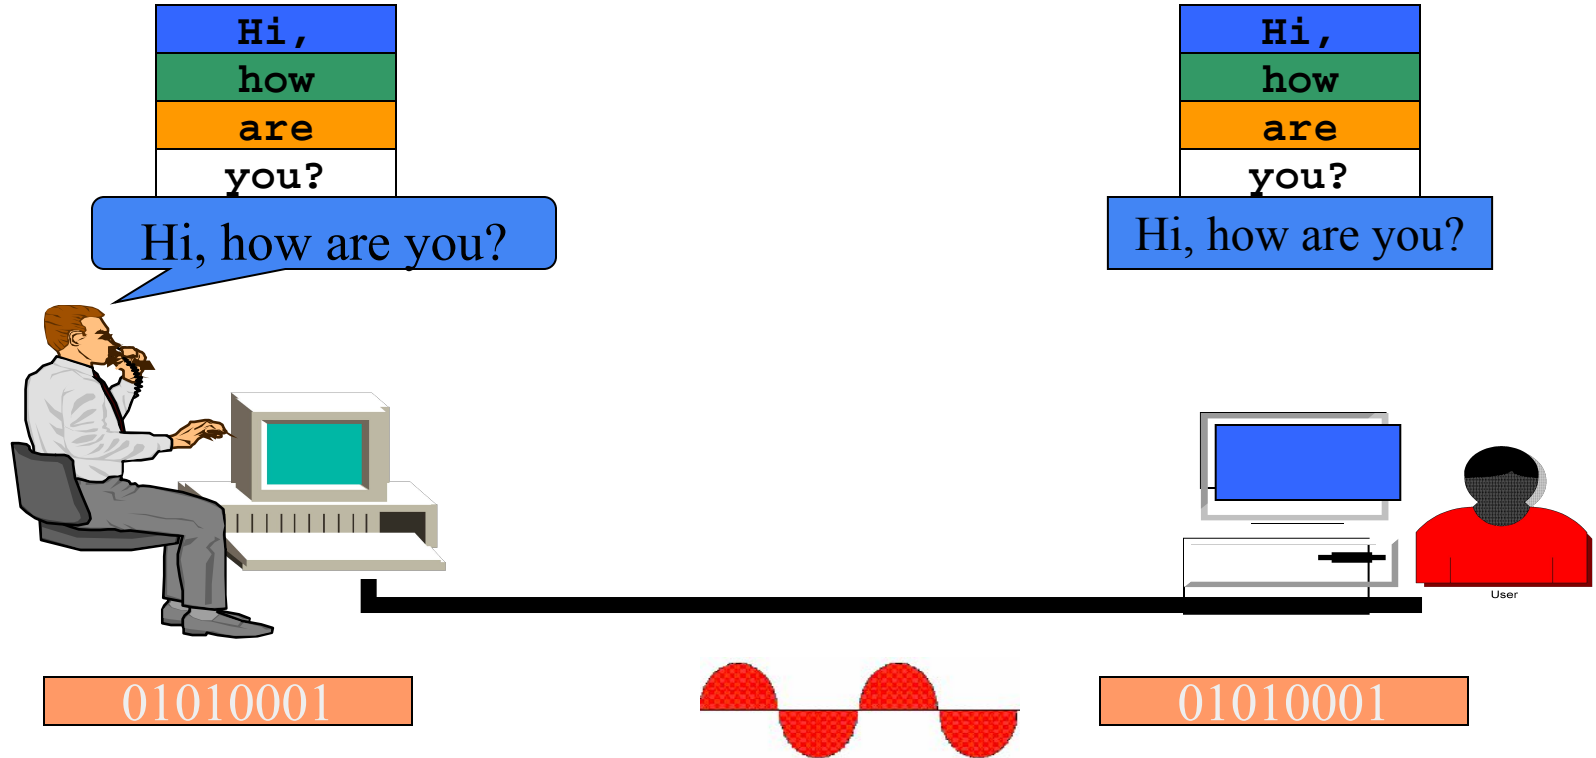 Hi,
how
are
you?
Hi, how are you?
Hi,
how
are
you?
Hi, how are you?
User
01010001
01010001